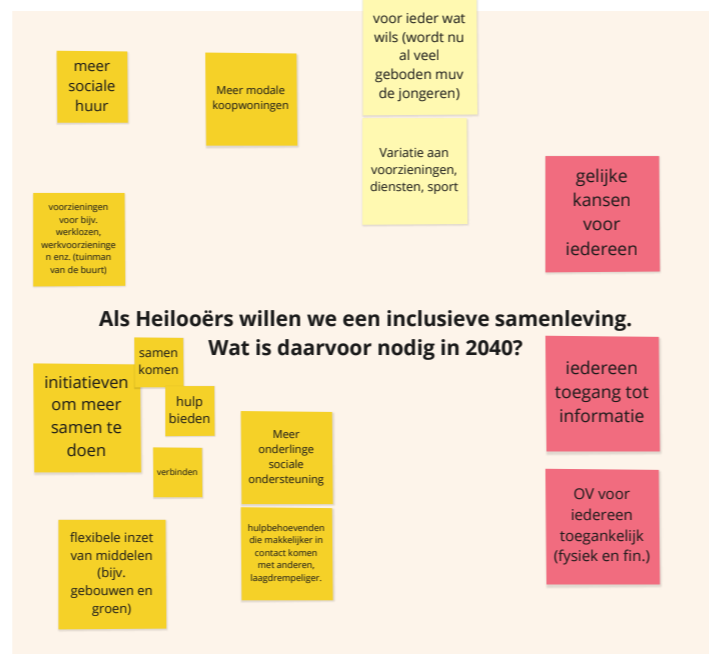 voor ieder wat
wils (wordt nu
al veel
geboden muv
de jongeren)
meer
sociale
huur
Meer modale
koopwoningen
Variatie aan
voorzieningen,
diensten, sport
gelijke
kansen
voor
iedereen
voorzieningen
voor bijv.
werklozen,
werkvoorzieninge
n enz. (tuinman
van de buurt)
Als Heilooërs willen we een inclusieve samenleving.
Wat is daarvoor nodig in 2040?
samen
komen
initiatieven
om meer
samen te
doen
hulp
bieden
verbinden
Meer
onderlinge
sociale
ondersteuning
iedereen
toegang tot
informatie
flexibele inzet
van middelen
(bijv.
gebouwen en
groen)
hulpbehoevenden
die makkelijker in
contact komen
met anderen,
laagdrempeliger.
OV voor
iedereen
toegankelijk
(fysiek en fin.)